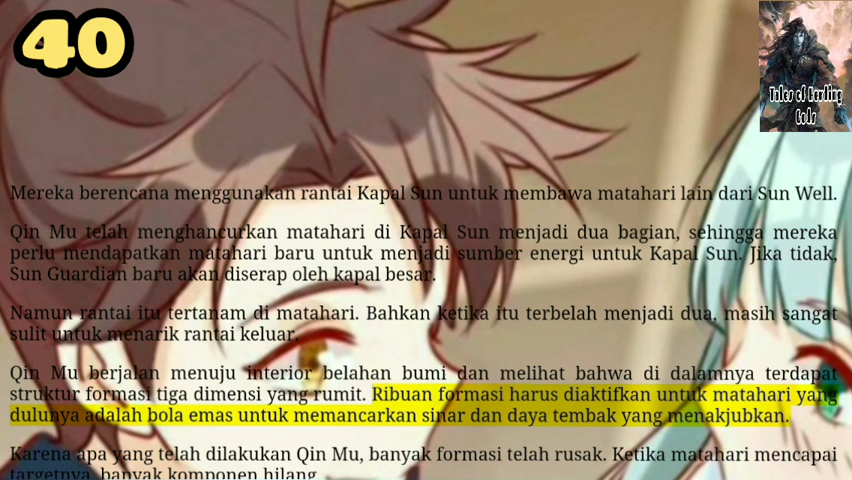 40
Tales of Herding
Gods
Mereka berencana menggunakan rantai Kapal Sun untuk membawa matahari lain dari Sun Well.
Qin Mu telah menghancurkan matahari di Kapal Sun menjadi dua bagian, sehingga mereka
perlu mendapatkan matahari baru untuk menjadi sumber energi untuk Kapal Sun. Jika tidak,
Sun Guardian baru akan diserap oleh kapal besar.
Namun rantai itu tertanam di matahari. Bahkan ketika itu terbelah menjadi dua, masih sangat
sulit untuk menarik rantai keluar.
Qin Mu berjalan menuju interior belahan bumi dan melihat bahwa di dalamnya terdapat
struktur formasi tiga dimensi yang rumit. Ribuan formasi harus diaktifkan untuk matahari yang
dulunya adalah bola emas untuk memancarkan sinar dan daya tembak yang menakjubkan.
Karena apa yang telah dilakukan Qin Mu, banyak formasi telah rusak. Ketika matahari mencapai
targetnya, banyak komponen hilang